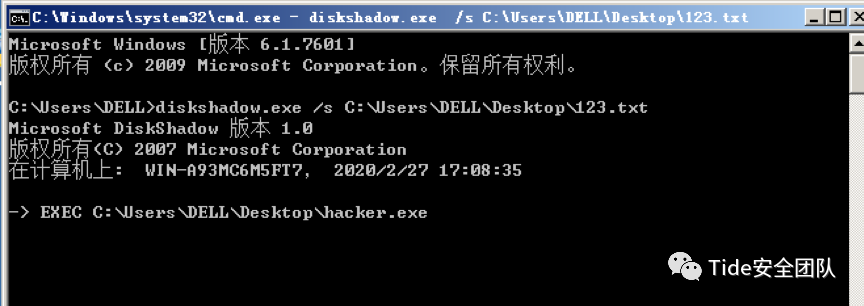 C:\Windows\system32\cmd.exe - diskshadow.exe  /s C:\Users\DELL\Desktop\123.txt
Microsoft Windows [版本 6.1.7601]
版权所有 (c) 2009 Microsoft Corporation。保留所有权利。
C:\Users\DELL>diskshadow.exe /s C:\Users\DELL\Desktop\123.txt
Microsoft DiskShadow 版本 1.0
版权所有(C) 2007 Microsoft Corporation
在计算机上:  WIN-A93MC6M5FT7,  2020/2/27 17:08:35
-> EXEC C:\Users\DELL\Desktop\hacker.exe
Tide安全团队